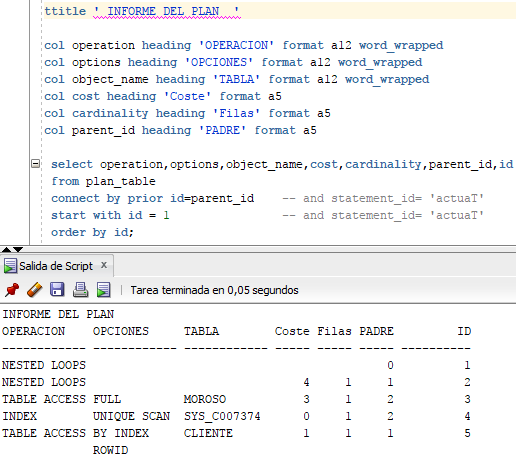 ttitle ' INFORME DEL PLAN  '
col operation heading 'OPERACION' format a12 word_wrapped
col options heading 'OPCIONES' format a12 word_wrapped
col object_name heading 'TABLA' format a12 word_wrapped
col cost heading 'Coste' format a5
col cardinality heading 'Filas' format a5
col parent_id heading 'PADRE' format a5
select operation,options,object_name,cost,cardinality,parent_id,id
from plan_table
connect by prior id=parent_id    -- and statement_id= 'actuaT'
start with id = 1                -- and statement_id= 'actuaT'
order by id;
Salida de Script x
Tarea terminada en 0,05 segundos
INFORME DEL PLAN
OPERACION    OPCIONES     TABLA        Coste Filas PADRE         ID
------------ ------------ ------------ ----- ----- ----- ----------
NESTED LOOPS                                       0              1
NESTED LOOPS                           4     1     1              2
TABLE ACCESS FULL         MOROSO       3     1     2              3
INDEX        UNIQUE SCAN  SYS_C007374  0     1     2              4
TABLE ACCESS BY INDEX     CLIENTE      1     1     1              5
             ROWID